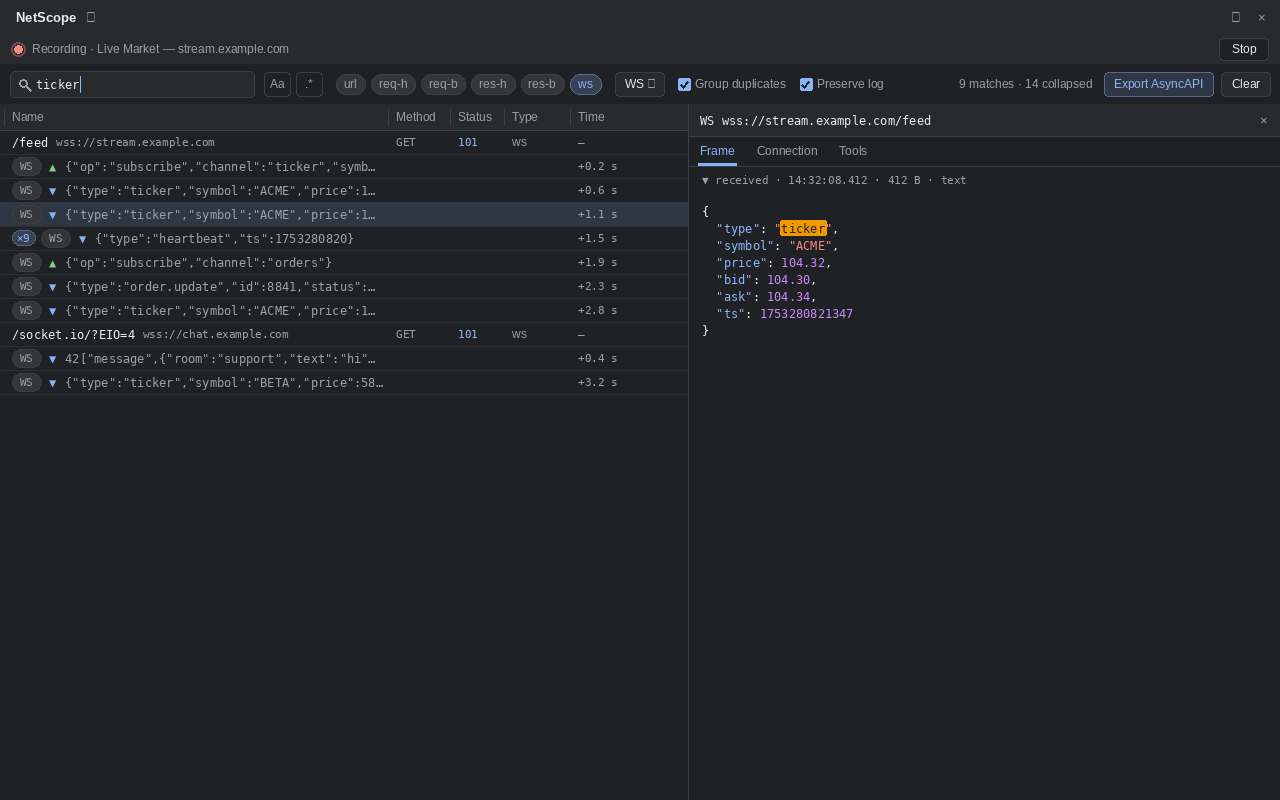 NetScope
Recording · Live Market — stream.example.com
Stop
ticker
Aa
.*
url
req-h
req-b
res-h
res-b
ws
WS
Group duplicates
Preserve log
9 matches · 14 collapsed
Export AsyncAPI
Clear
Name Method Status Type Time
/feed wss://stream.example.com GET 101 ws —
WS ▲ {"op":"subscribe","channel":"ticker","symb… +0.2 s
WS ▼ {"type":"ticker","symbol":"ACME","price":1… +0.6 s
WS ▼ {"type":"ticker","symbol":"ACME","price":1… +1.1 s
×9 WS ▼ {"type":"heartbeat","ts":1753280820} +1.5 s
WS ▲ {"op":"subscribe","channel":"orders"} +1.9 s
WS ▼ {"type":"order.update","id":8841,"status":… +2.3 s
WS ▼ {"type":"ticker","symbol":"ACME","price":1… +2.8 s
/socket.io/?EIO=4 wss://chat.example.com GET 101 ws —
WS ▼ 42["message",{"room":"support","text":"hi"… +0.4 s
WS ▼ {"type":"ticker","symbol":"BETA","price":58… +3.2 s
WS wss://stream.example.com/feed ×
Frame Connection Tools
▼ received · 14:32:08.412 · 412 B · text
{
"type": "ticker",
"symbol": "ACME",
"price": 104.32,
"bid": 104.30,
"ask": 104.34,
"ts": 1753280821347
}